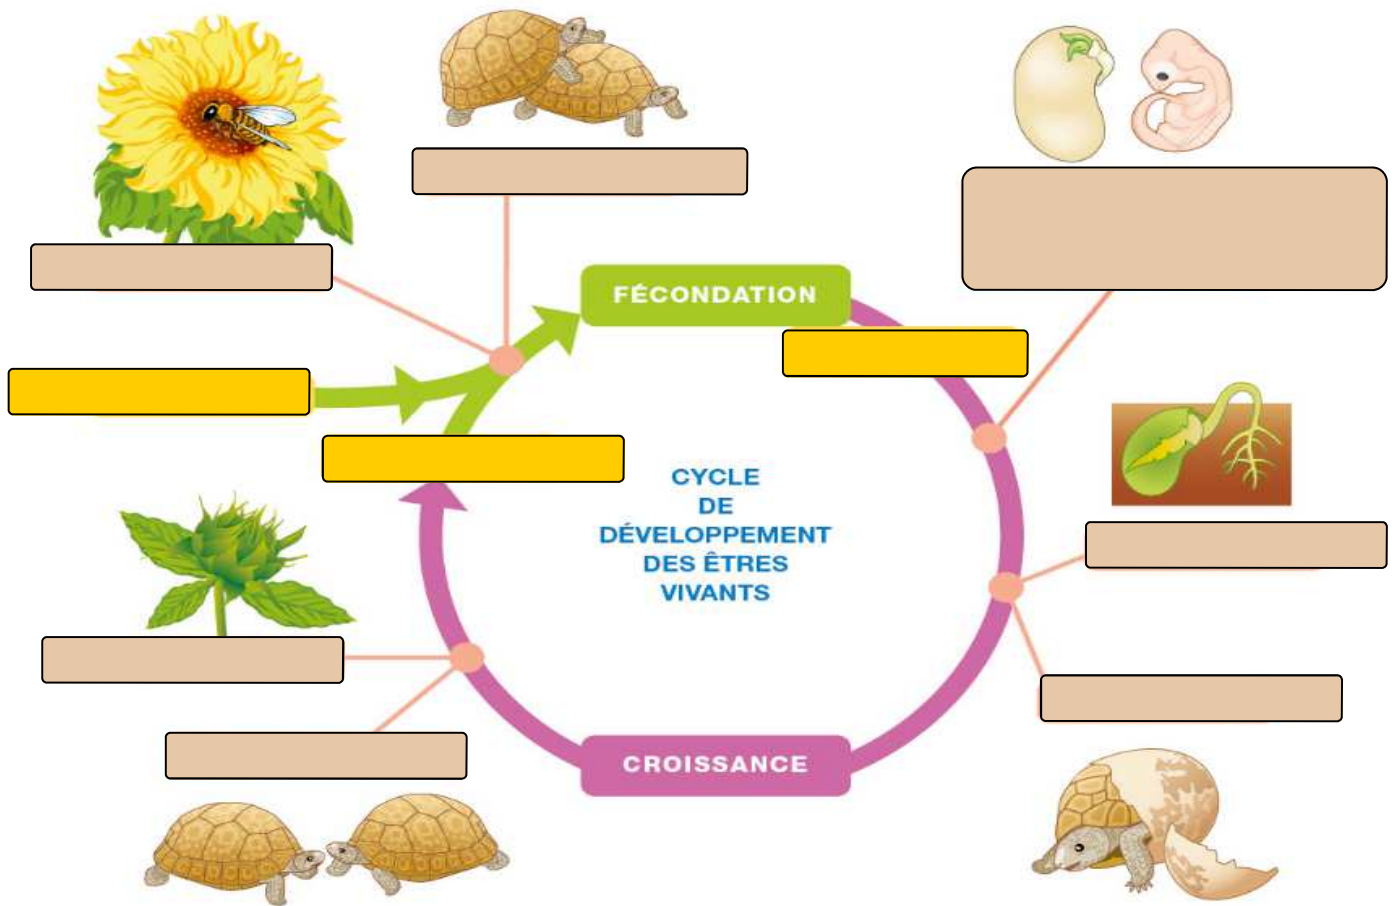 FÉCONDATION
CYCLE
DE
DÉVELOPPEMENT
DES ÊTRES
VIVANTS
CROISSANCE